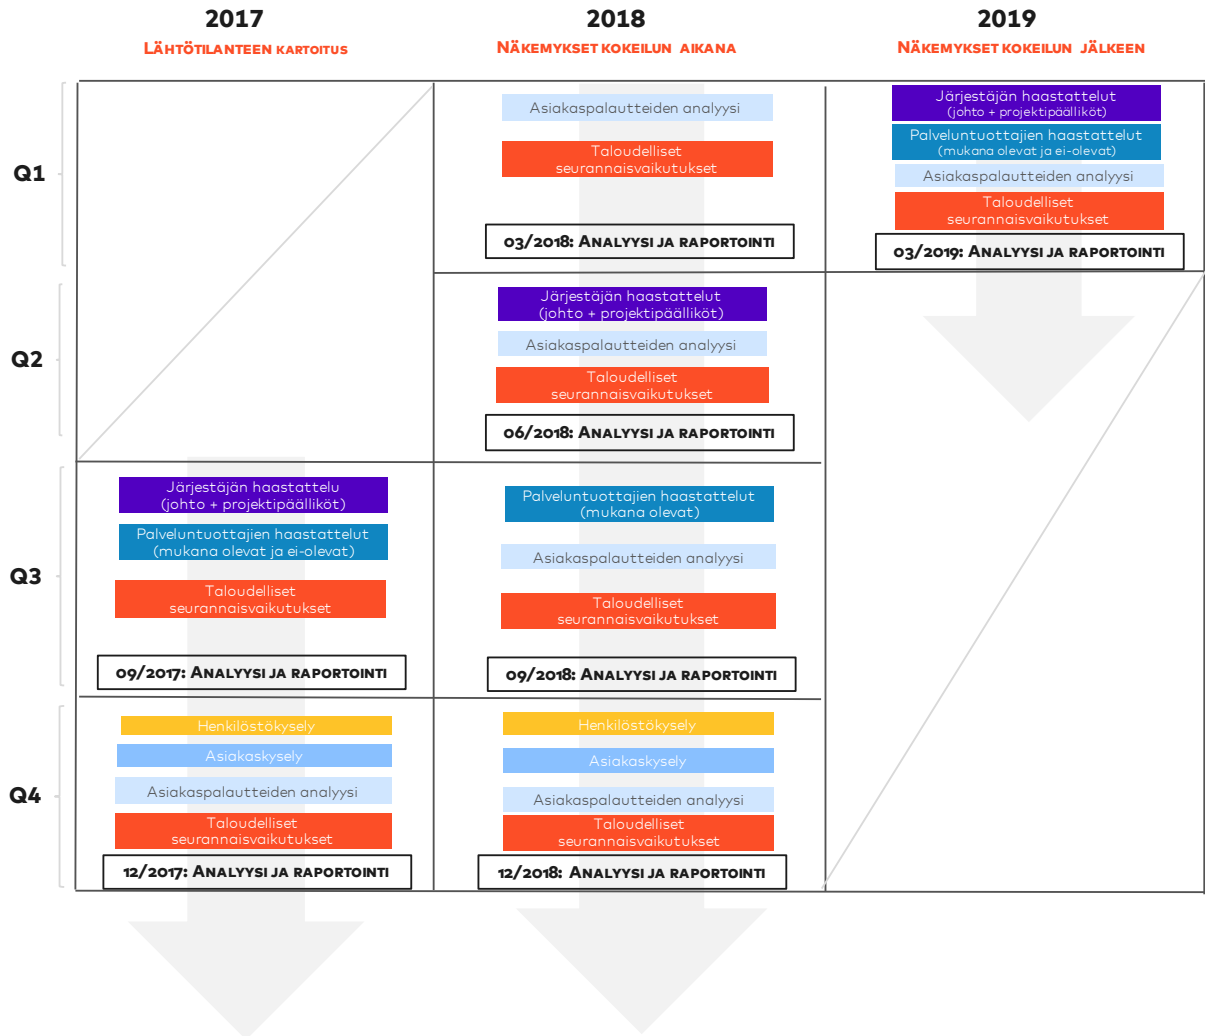 2017
LÄHTÖTILANTEEN KARTOITUS
2018
NÄKEMYKSET KOKEILUN AIKANA
2019
NÄKEMYKSET KOKEILUN JÄLKEEN
Q1
Asiakaspalautteiden analyysi
Taloudelliset
seurannaisvaikutukset
03/2018: ANALYYSI JA RAPORTOINTI
Järjestäjän haastattelut
(johto + projektipäälliköt)
Palveluntuottajien haastattelut
(mukana olevat ja ei-olevat)
Asiakaspalautteiden analyysi
Taloudelliset
seurannaisvaikutukset
03/2019: ANALYYSI JA RAPORTOINTI
Q2
Järjestäjän haastattelut
(johto + projektipäälliköt)
Asiakaspalautteiden analyysi
Taloudelliset
seurannaisvaikutukset
06/2018: ANALYYSI JA RAPORTOINTI
Q3
Järjestäjän haastattelu
(johto + projektipäälliköt)
Palveluntuottajien haastattelut
(mukana olevat ja ei-olevat)
Taloudelliset
seurannaisvaikutukset
09/2017: ANALYYSI JA RAPORTOINTI
Palveluntuottajien haastattelut
(mukana olevat)
Asiakaspalautteiden analyysi
Taloudelliset
seurannaisvaikutukset
09/2018: ANALYYSI JA RAPORTOINTI
Q4
Henkilöstökysely
Asiakaskysely
Asiakaspalautteiden analyysi
Taloudelliset
seurannaisvaikutukset
12/2017: ANALYYSI JA RAPORTOINTI
Henkilöstökysely
Asiakaskysely
Asiakaspalautteiden analyysi
Taloudelliset
seurannaisvaikutukset
12/2018: ANALYYSI JA RAPORTOINTI